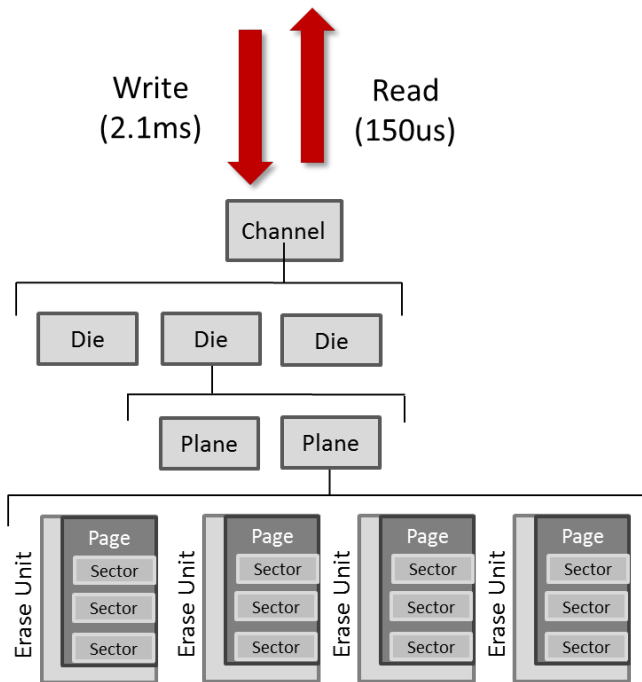 Write
(2.1ms)
Read
(150us)
Channel
Die
Die
Die
Plane
Plane
Erase Unit
Page
Sector
Sector
Sector
Erase Unit
Page
Sector
Sector
Sector
Erase Unit
Page
Sector
Sector
Sector
Erase Unit
Page
Sector
Sector
Sector